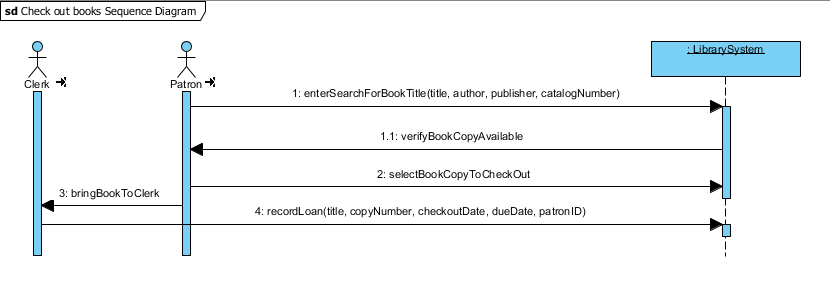 sd Check out books Sequence Diagram
Clerk
Patron
: LibrarySystem
1: enterSearchForBookTitle(title, author, publisher, catalogNumber)
1.1: verifyBookCopyAvailable
2: selectBookCopyToCheckOut
3: bringBookToClerk
4: recordLoan(title, copyNumber, checkoutDate, dueDate, patronID)